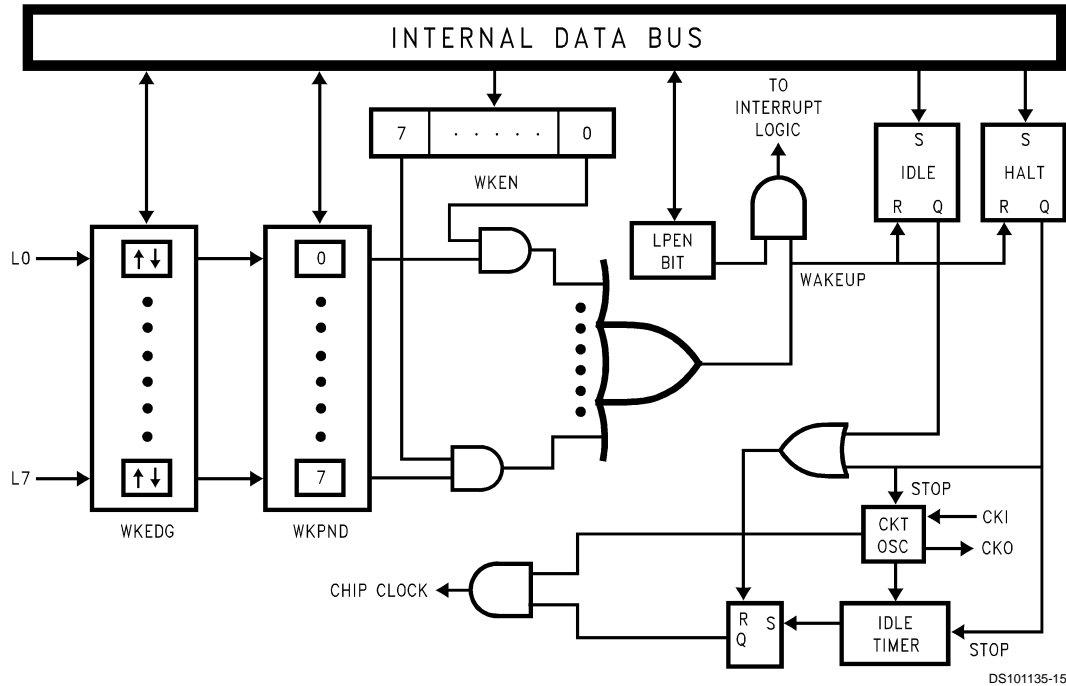 INTERNAL DATA BUS
TO
INTERRUPT
LOGIC
7 · · · · · 0
WKEN
S
IDLE
R Q
S
HALT
R Q
LPEN
BIT
WAKEUP
L0
↑↓
0
L7
↑↓
7
WKEDG
WKPND
STOP
CKT
OSC
CKI
CKO
CHIP CLOCK
R S
Q
IDLE
TIMER
STOP
DS101135-15